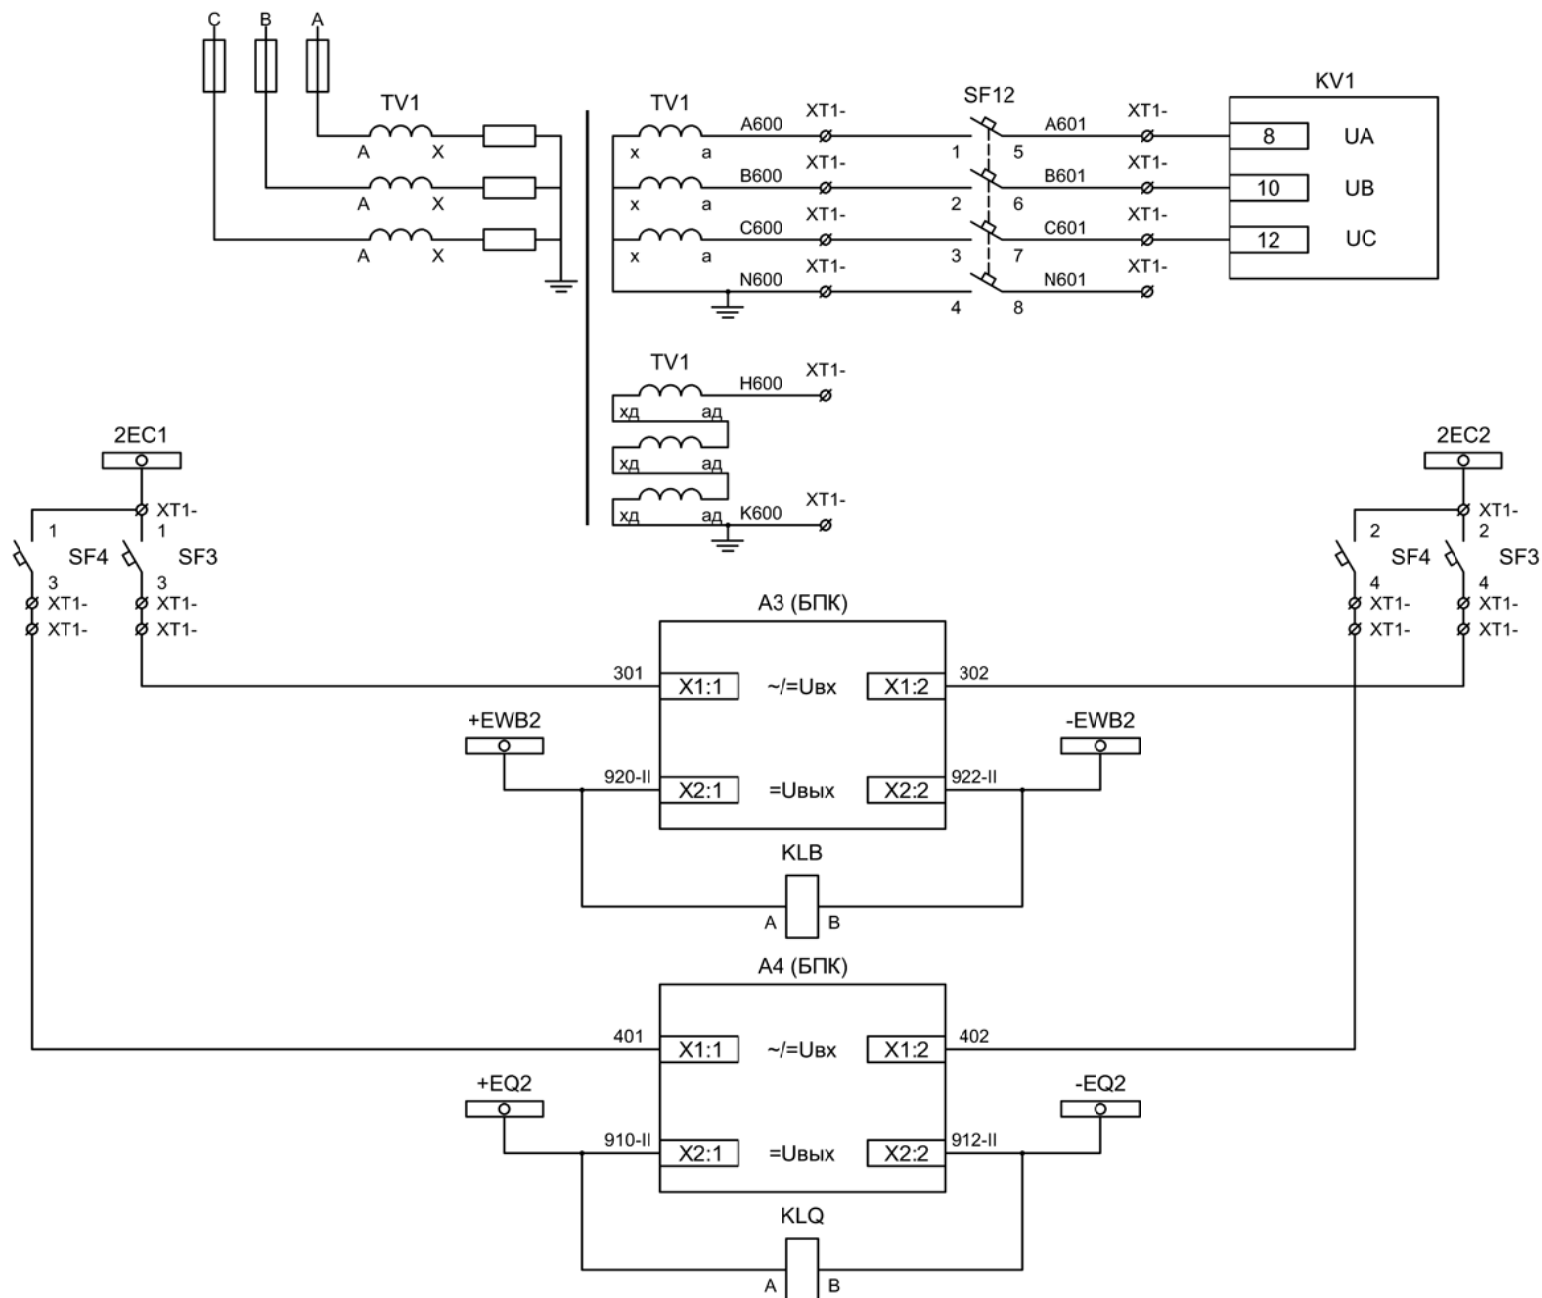 C B A
TV1 TV1 SF12 KV1
A600 XT1- A601 XT1- 8 UA
A X x a 1 5
B600 XT1- B601 XT1- 10 UB
A X x a 2 6
C600 XT1- C601 XT1- 12 UC
A X x a 3 7
N600 XT1- N601 XT1-
4 8
TV1 H600 XT1-
хд ад
хд ад
хд ад K600 XT1-
2EC1 2EC2
XT1- XT1-
1 1 2 2
SF4 SF3 SF4 SF3
3 3 4 4
XT1- XT1- XT1- XT1-
XT1- XT1- XT1- XT1-
A3 (БПК)
301 X1:1 ~/=Uвх X1:2 302
+EWB2 -EWB2
920-II X2:1 =Uвых X2:2 922-II
KLB
A B
A4 (БПК)
401 X1:1 ~/=Uвх X1:2 402
+EQ2 -EQ2
910-II X2:1 =Uвых X2:2 912-II
KLQ
A B